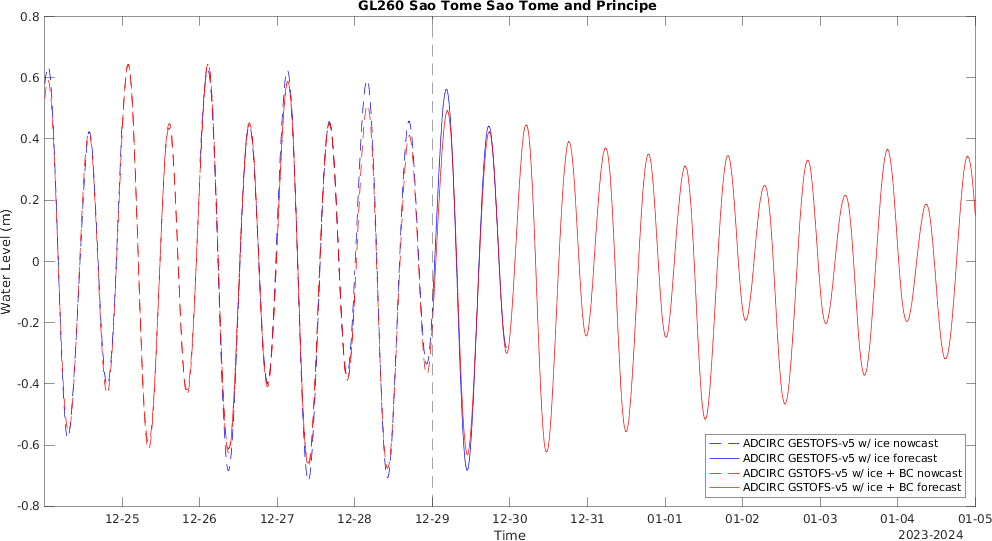 GL260 Sao Tome Sao Tome and Principe
0.8
0.6
0.4
0.2
0
-0.2
-0.4
-0.6
-0.8
Water Level (m)
ADCIRC GESTOFS-v5 w/ ice nowcast
ADCIRC GESTOFS-v5 w/ ice forecast
ADCIRC GSTOFS-v5 w/ ice + BC nowcast
ADCIRC GSTOFS-v5 w/ ice + BC forecast
12-25 12-26 12-27 12-28 12-29 12-30 12-31 01-01 01-02 01-03 01-04 01-05
Time
2023-2024